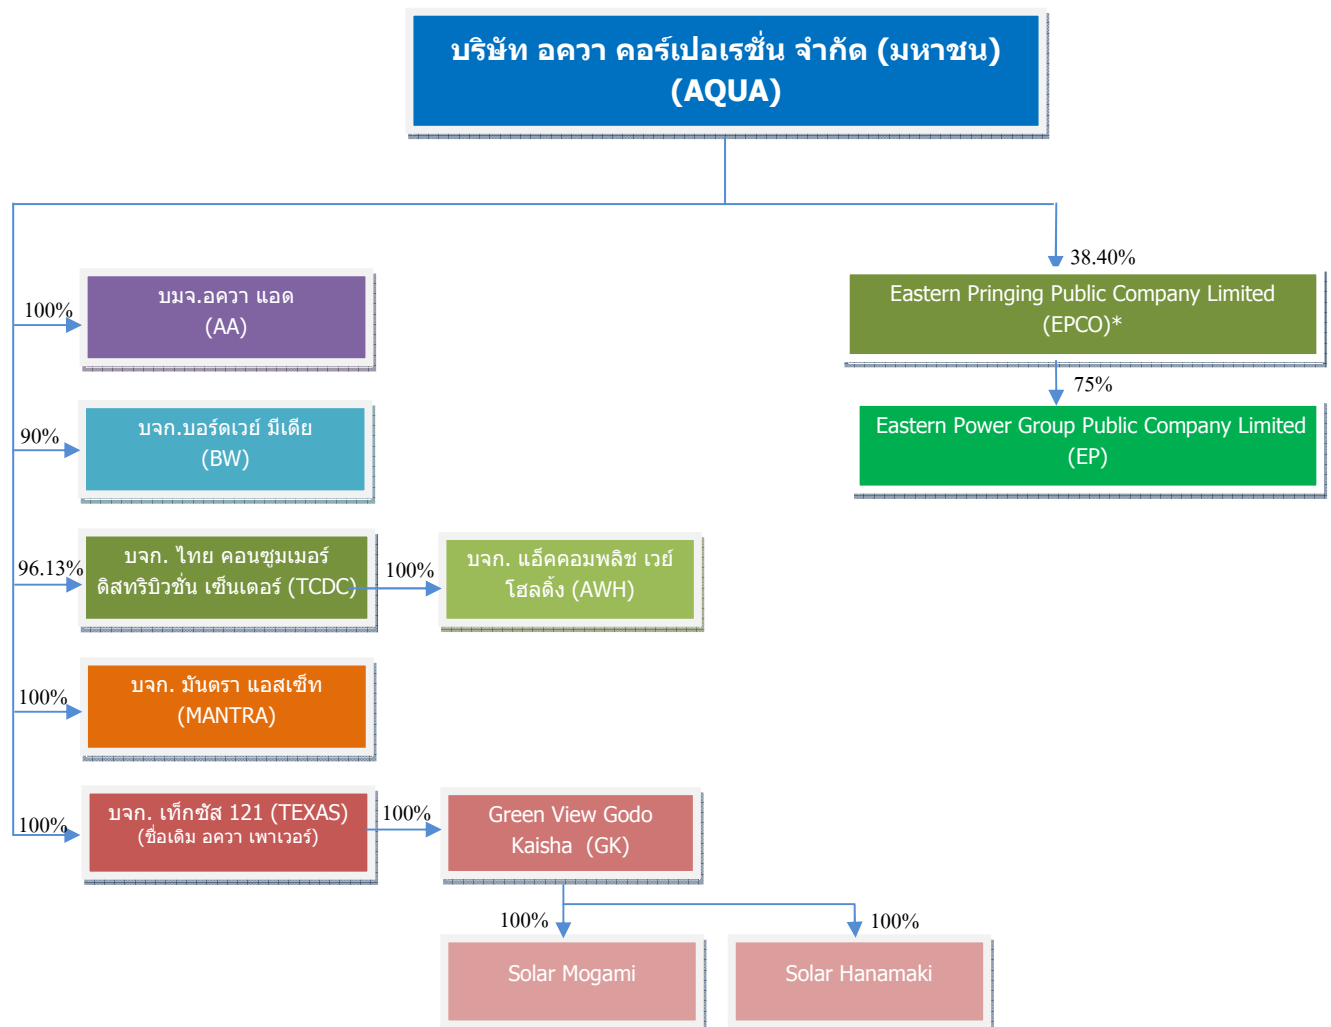 บริษัท อควา คอร์เปอเรชั่น จำกัด (มหาชน)
(AQUA)
38.40%
Eastern Pringing Public Company Limited
(EPCO)*
75%
Eastern Power Group Public Company Limited
(EP)
100%
บมจ.อควา แอด
(AA)
90%
บจก.บอร์ดเวย์ มีเดีย
(BW)
96.13%
บจก. ไทย คอนซูมเมอร์
ดิสทริบิวชั่น เซ็นเตอร์ (TCDC)
100%
บจก. แอ็คคอมพลิช เวย์
โฮลดิ้ง (AWH)
100%
บจก. มันตรา แอสเซ็ท
(MANTRA)
100%
บจก. เท็กซัส 121 (TEXAS)
(ชื่อเดิม อควา เพาเวอร์)
100%
Green View Godo
Kaisha (GK)
100%
100%
Solar Mogami
Solar Hanamaki